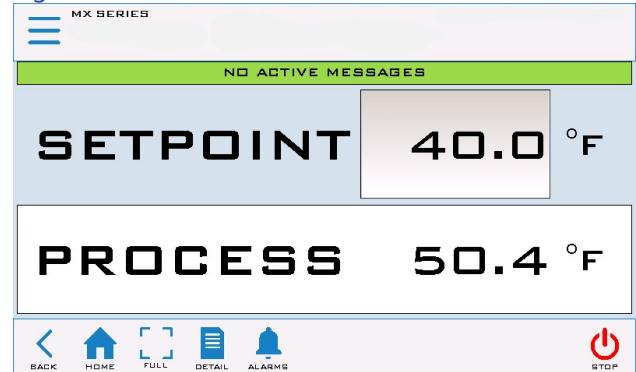 MX SERIES
NO ACTIVE MESSAGES
SETPOINT 40.0 °F
PROCESS 50.4 °F
BACK HOME FULL DETAIL ALARMS STOP